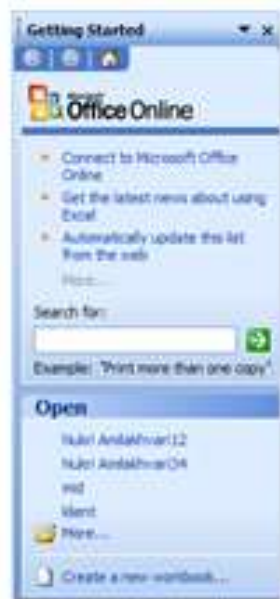 Getting Started
Microsoft
Office Online
Connect to Microsoft Office
Online
Get the latest news about using
Excel
Automatically update this list
from the web
More...
Search for:
Example: "Print more than one copy"
Open
More...
Create a new workbook...